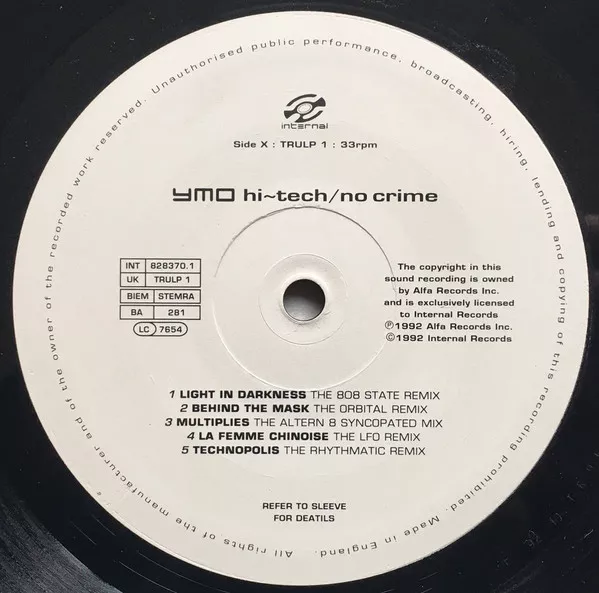 internal
Side X : TRULP 1 : 33rpm
YMO hi~tech/no crime
INT 828370.1
UK TRULP 1
BIEM STEMRA
BA 281
LC 7654
The copyright in this
sound recording is owned
by Alfa Records Inc.
and is exclusively licensed
to Internal Records
℗1992 Alfa Records Inc.
©1992 Internal Records
1 LIGHT IN DARKNESS THE 808 STATE REMIX
2 BEHIND THE MASK THE ORBITAL REMIX
3 MULTIPLIES THE ALTERN 8 SYNCOPATED MIX
4 LA FEMME CHINOISE THE LFO REMIX
5 TECHNOPOLIS THE RHYTHMATIC REMIX
REFER TO SLEEVE
FOR DEATILS
All rights of the manufacturer and of the owner of the recorded work reserved. Unauthorised public performance, broadcasting, hiring, lending and copying of this recording prohibited. Made in England.